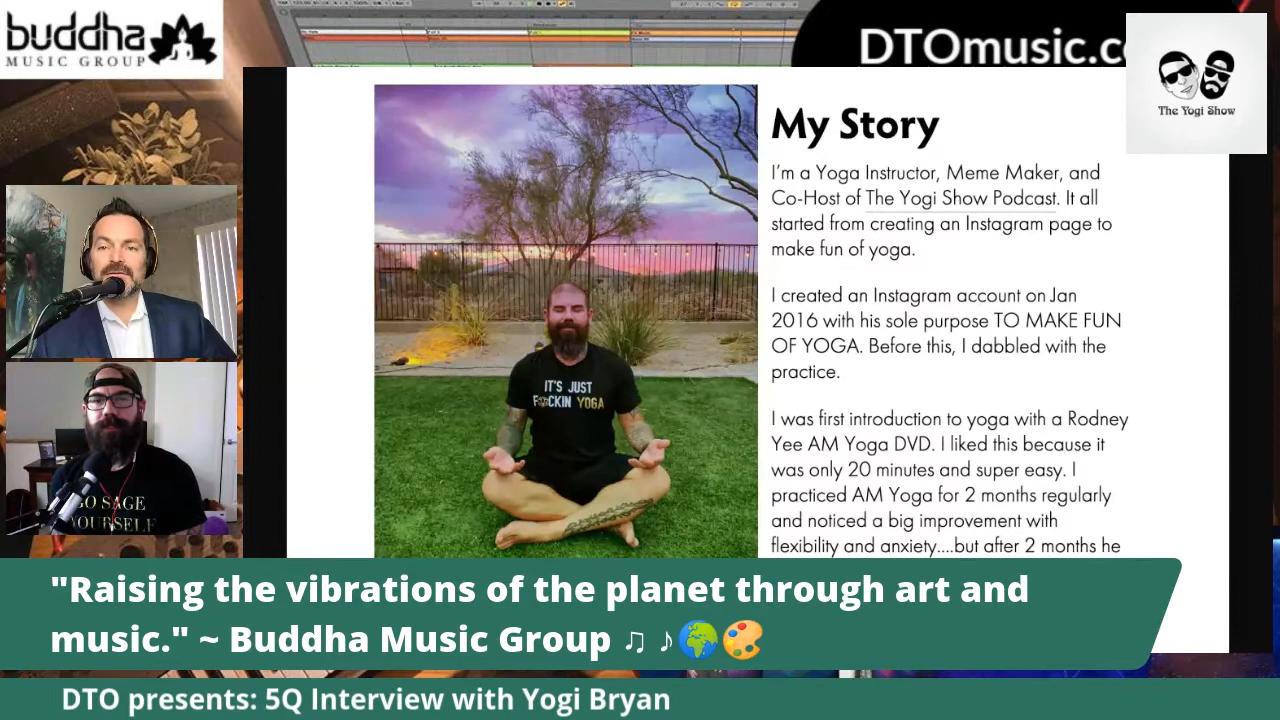 buddha
MUSIC GROUP
DTOmusic.c
The Yogi Show
My Story
I'm a Yoga Instructor, Meme Maker, and
Co-Host of The Yogi Show Podcast. It all
started from creating an Instagram page to
make fun of yoga.
I created an Instagram account on Jan
2016 with his sole purpose TO MAKE FUN
OF YOGA. Before this, I dabbled with the
practice.
I was first introduction to yoga with a Rodney
Yee AM Yoga DVD. I liked this because it
was only 20 minutes and super easy. I
practiced AM Yoga for 2 months regularly
and noticed a big improvement with
flexibility and anxiety....but after 2 months he
IT'S JUST
F CKIN YOGA
GO SAGE
YOURSELF
"Raising the vibrations of the planet through art and
music." ~ Buddha Music Group ♫ ♪🌍🎨
DTO presents: 5Q Interview with Yogi Bryan